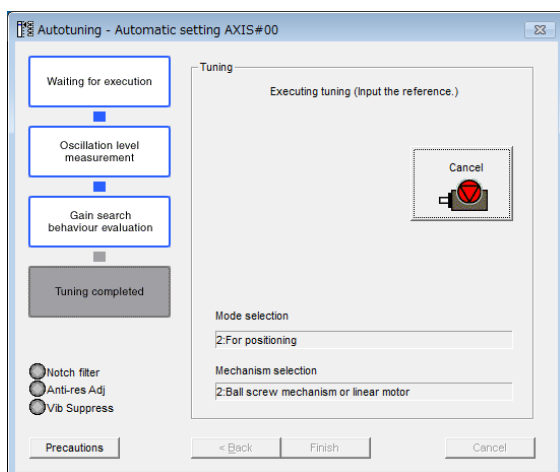 Autotuning - Automatic setting AXIS#00
Waiting for execution
Oscillation level
measurement
Gain search
behaviour evaluation
Tuning completed
Notch filter
Anti-res Adj
Vib Suppress
Tuning
Executing tuning (Input the reference.)
Cancel
Mode selection
2:For positioning
Mechanism selection
2:Ball screw mechanism or linear motor
Precautions
< Back
Finish
Cancel